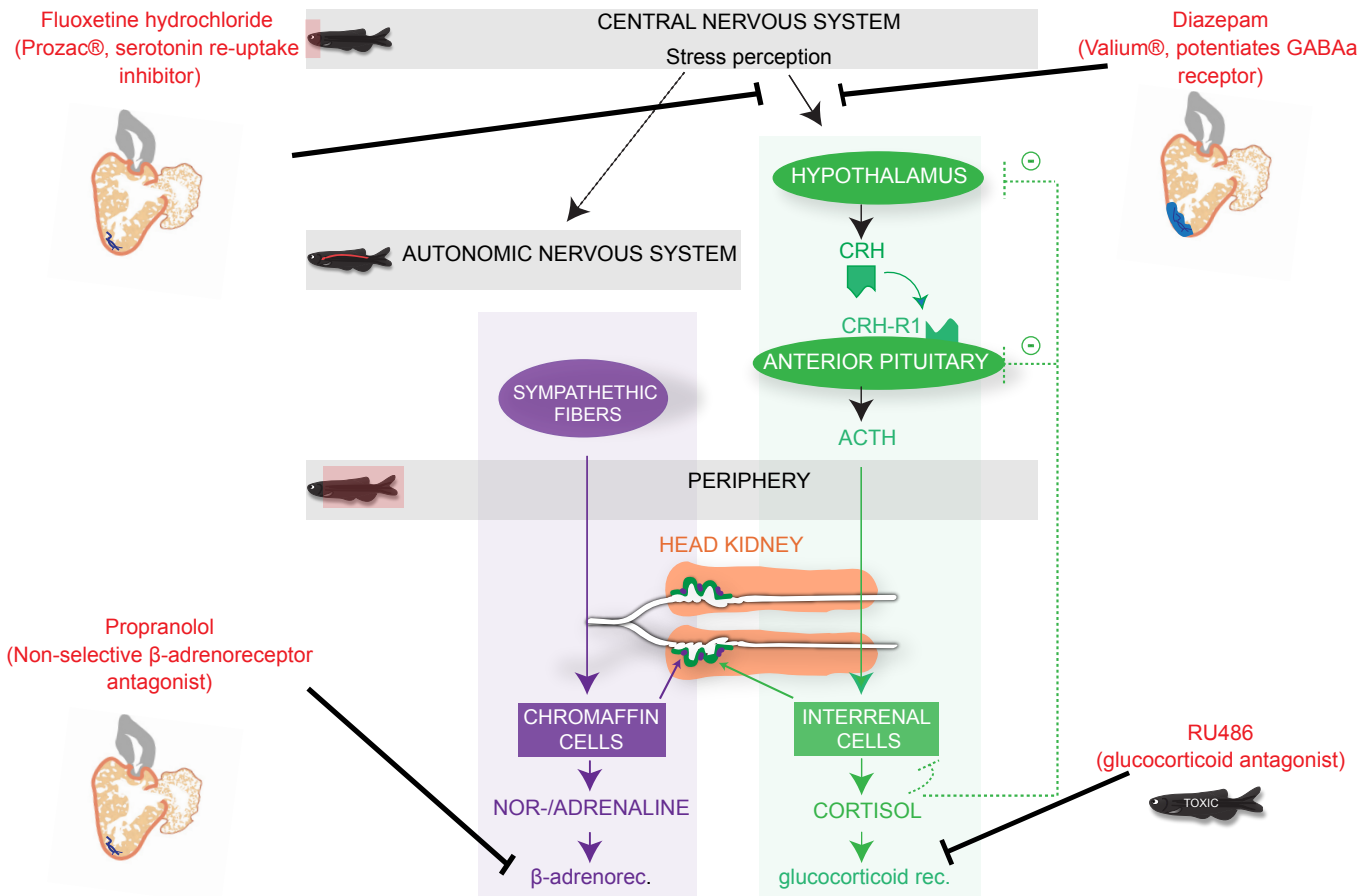 Fluoxetine hydrochloride
(Prozac®, serotonin re-uptake
inhibitor)
CENTRAL NERVOUS SYSTEM
Stress perception
Diazepam
(Valium®, potentiates GABAa
receptor)
HYPOTHALAMUS
-
CRH
AUTONOMIC NERVOUS SYSTEM
CRH-R1
ANTERIOR PITUITARY
-
SYMPATHETHIC
FIBERS
ACTH
PERIPHERY
HEAD KIDNEY
Propranolol
(Non-selective β-adrenoreceptor
antagonist)
CHROMAFFIN
CELLS
INTERRENAL
CELLS
RU486
(glucocorticoid antagonist)
TOXIC
NOR-/ADRENALINE
CORTISOL
β-adrenorec.
glucocorticoid rec.